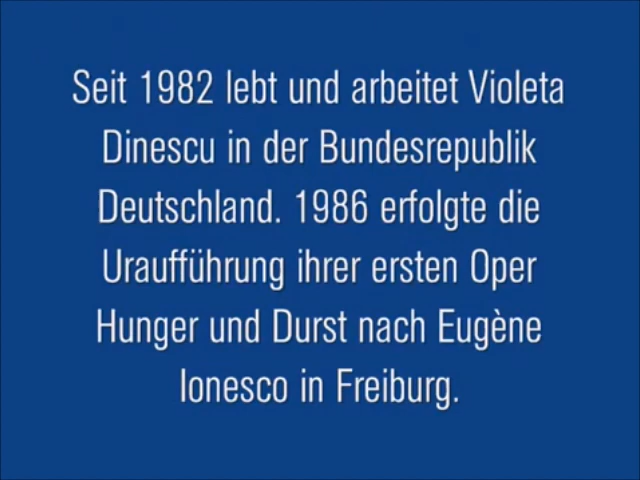 Seit 1982 lebt und arbeitet Violeta
Dinescu in der Bundesrepublik
Deutschland. 1986 erfolgte die
Uraufführung ihrer ersten Oper
Hunger und Durst nach Eugène
Ionesco in Freiburg.